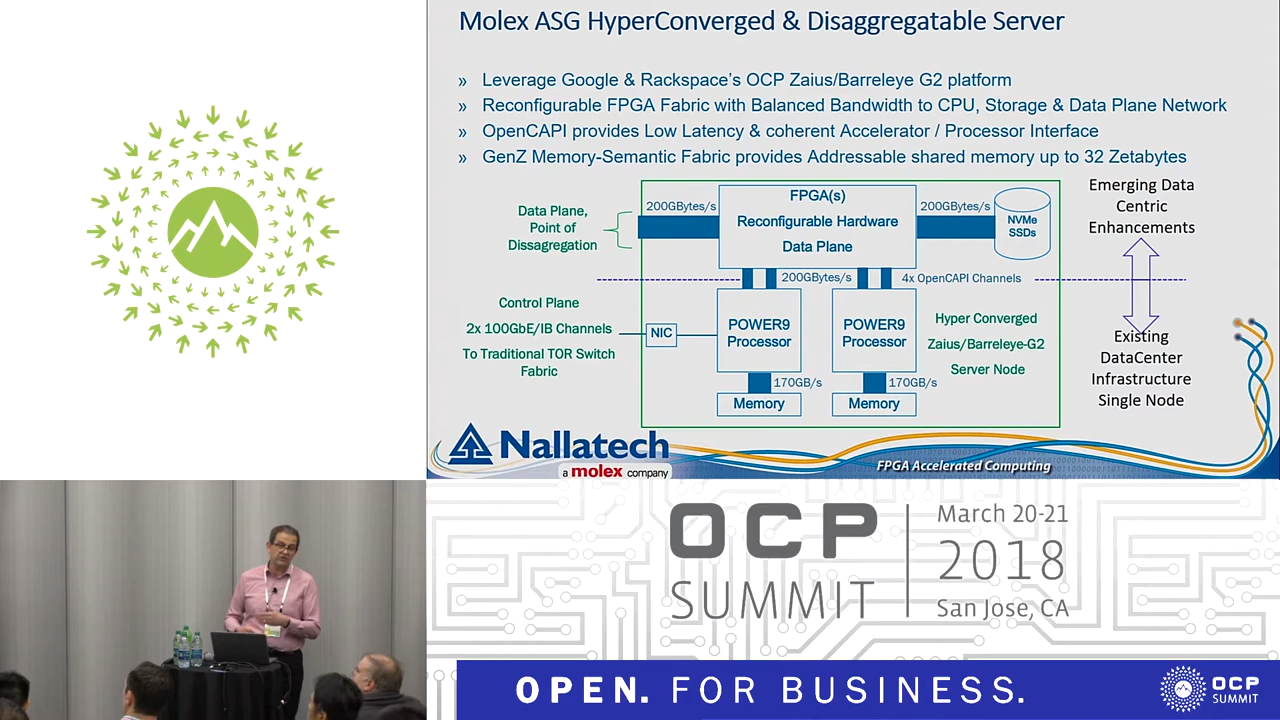 Molex ASG HyperConverged & Disaggregatable Server
» Leverage Google & Rackspace's OCP Zaius/Barreleye G2 platform
» Reconfigurable FPGA Fabric with Balanced Bandwidth to CPU, Storage & Data Plane Network
» OpenCAPI provides Low Latency & coherent Accelerator / Processor Interface
» GenZ Memory-Semantic Fabric provides Addressable shared memory up to 32 Zetabytes
Data Plane,
Point of
Dissagregation
200GBytes/s
FPGA(s)
Reconfigurable Hardware
Data Plane
200GBytes/s
NVMe
SSDs
Emerging Data
Centric
Enhancements
200GBytes/s
4x OpenCAPI Channels
Control Plane
2x 100GbE/IB Channels
To Traditional TOR Switch
Fabric
NIC
POWER9
Processor
POWER9
Processor
Hyper Converged
Zaius/Barreleye-G2
Server Node
Existing
DataCenter
Infrastructure
Single Node
170GB/s
170GB/s
Memory
Memory
Nallatech
a molex company
FPGA Accelerated Computing
OCP
SUMMIT
March 20-21
2018
San Jose, CA
OPEN. FOR BUSINESS.
OCP
SUMMIT